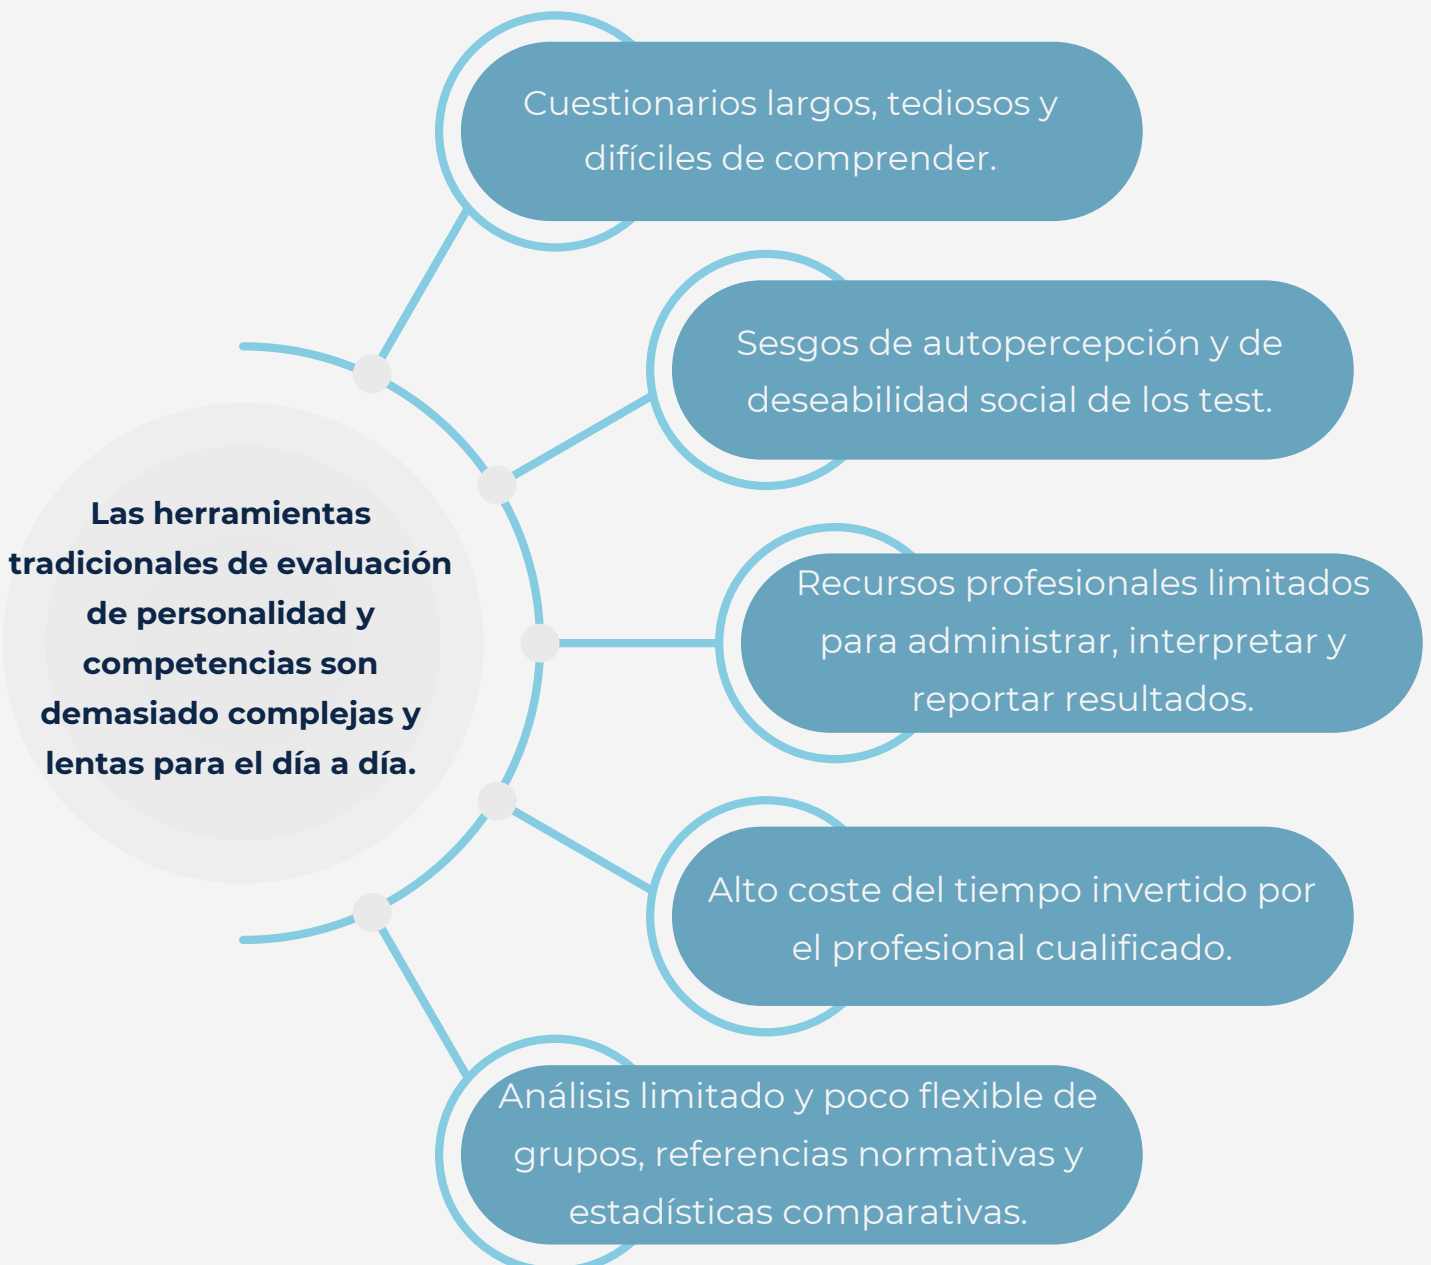 Cuestionarios largos, tediosos y
difíciles de comprender.
Sesgos de autopercepción y de
deseabilidad social de los test.
Las herramientas
tradicionales de evaluación
de personalidad y
competencias son
demasiado complejas y
lentas para el día a día.
Recursos profesionales limitados
para administrar, interpretar y
reportar resultados.
Alto coste del tiempo invertido por
el profesional cualificado.
Análisis limitado y poco flexible de
grupos, referencias normativas y
estadísticas comparativas.